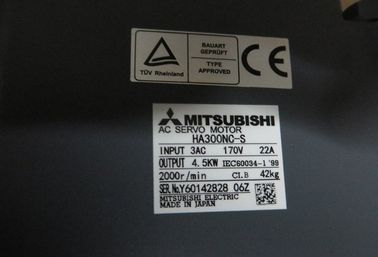 TÜV Rheinland
BAUART
GEPRÜFT
TYPE
APPROVED
CE
MITSUBISHI
AC SERVO MOTOR
HA300NC-S
INPUT 3AC 170V 22A
OUTPUT 4.5KW IEC60034-1 '99
2000r/min Cl.B 42kg
SER.No.Y60142828 06Z
MITSUBISHI ELECTRIC
MADE IN JAPAN